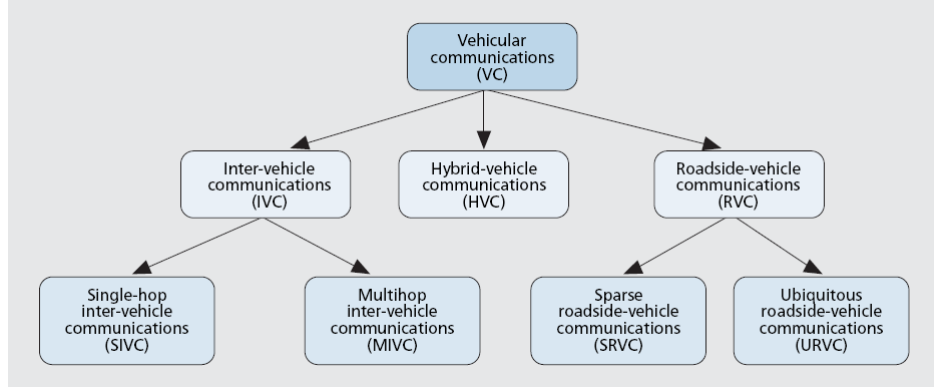 Vehicular
communications
(VC)
Inter-vehicle
communications
(IVC)
Hybrid-vehicle
communications
(HVC)
Roadside-vehicle
communications
(RVC)
Single-hop
inter-vehicle
communications
(SIVC)
Multihop
inter-vehicle
communications
(MIVC)
Sparse
roadside-vehicle
communications
(SRVC)
Ubiquitous
roadside-vehicle
communications
(URVC)